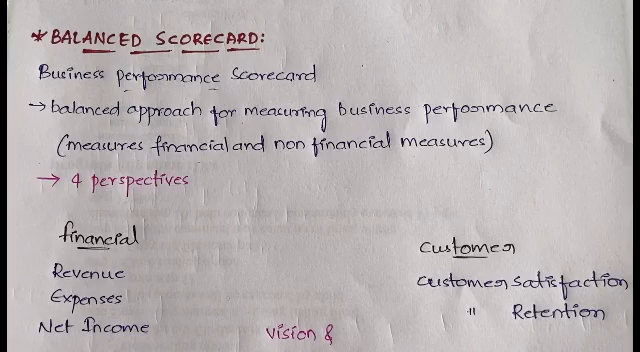 * BALANCED SCORECARD:
Business performance scorecard
→ balanced approach for measuring business performance
(measures financial and non financial measures)
→ 4 perspectives
financial
Revenue
Expenses
Net Income
customer
customer satisfaction
" Retention
vision &